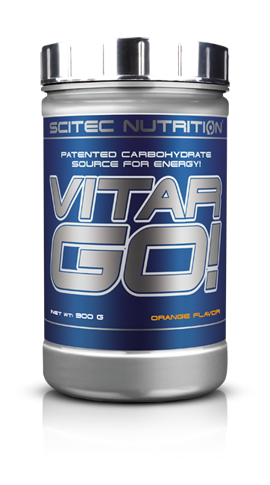 SCITEC NUTRITION
PATENTED CARBOHYDRATE
SOURCE FOR ENERGY!
VITAR
GO!
NET WT: 900 G
ORANGE FLAVOR